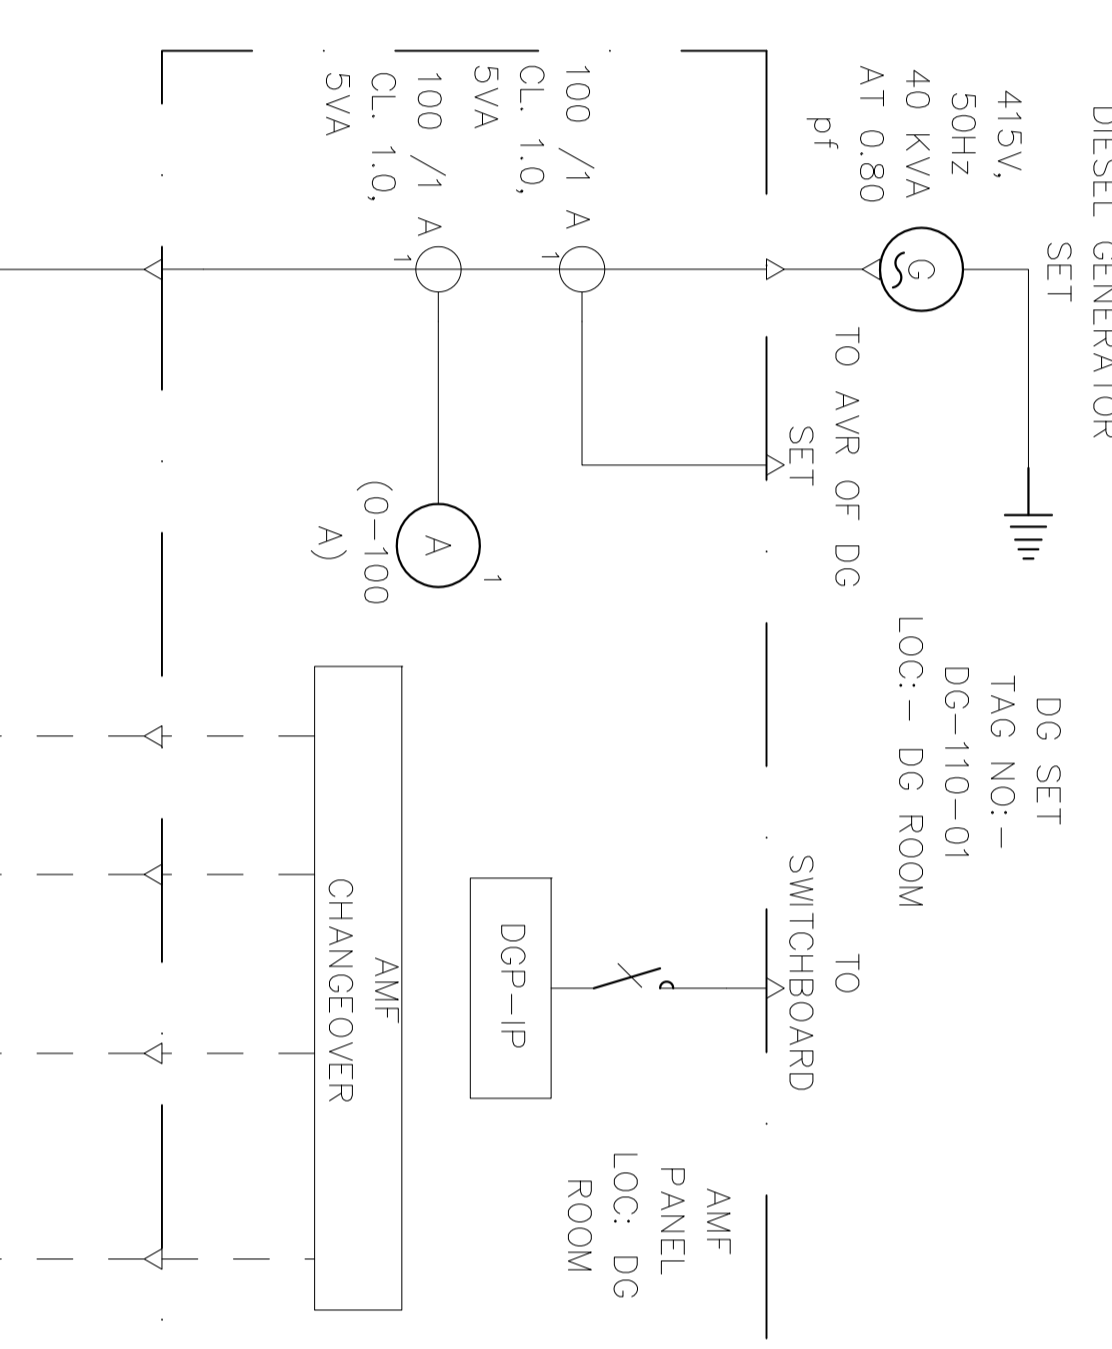 DIESEL GENERATOR
SET
415V,
50Hz
40 KVA
AT 0.80
pf
G
TO AVR OF DG
SET
DG SET
TAG NO:-
DG-110-01
LOC:- DG ROOM
100 /1 A
CL. 1.0,
5VA
1
100 /1 A
CL. 1.0,
5VA
1
A
1
(0-100
A)
TO
SWITCHBOARD
DGP-IP
AMF
PANEL
LOC: DG
ROOM
AMF
CHANGEOVER